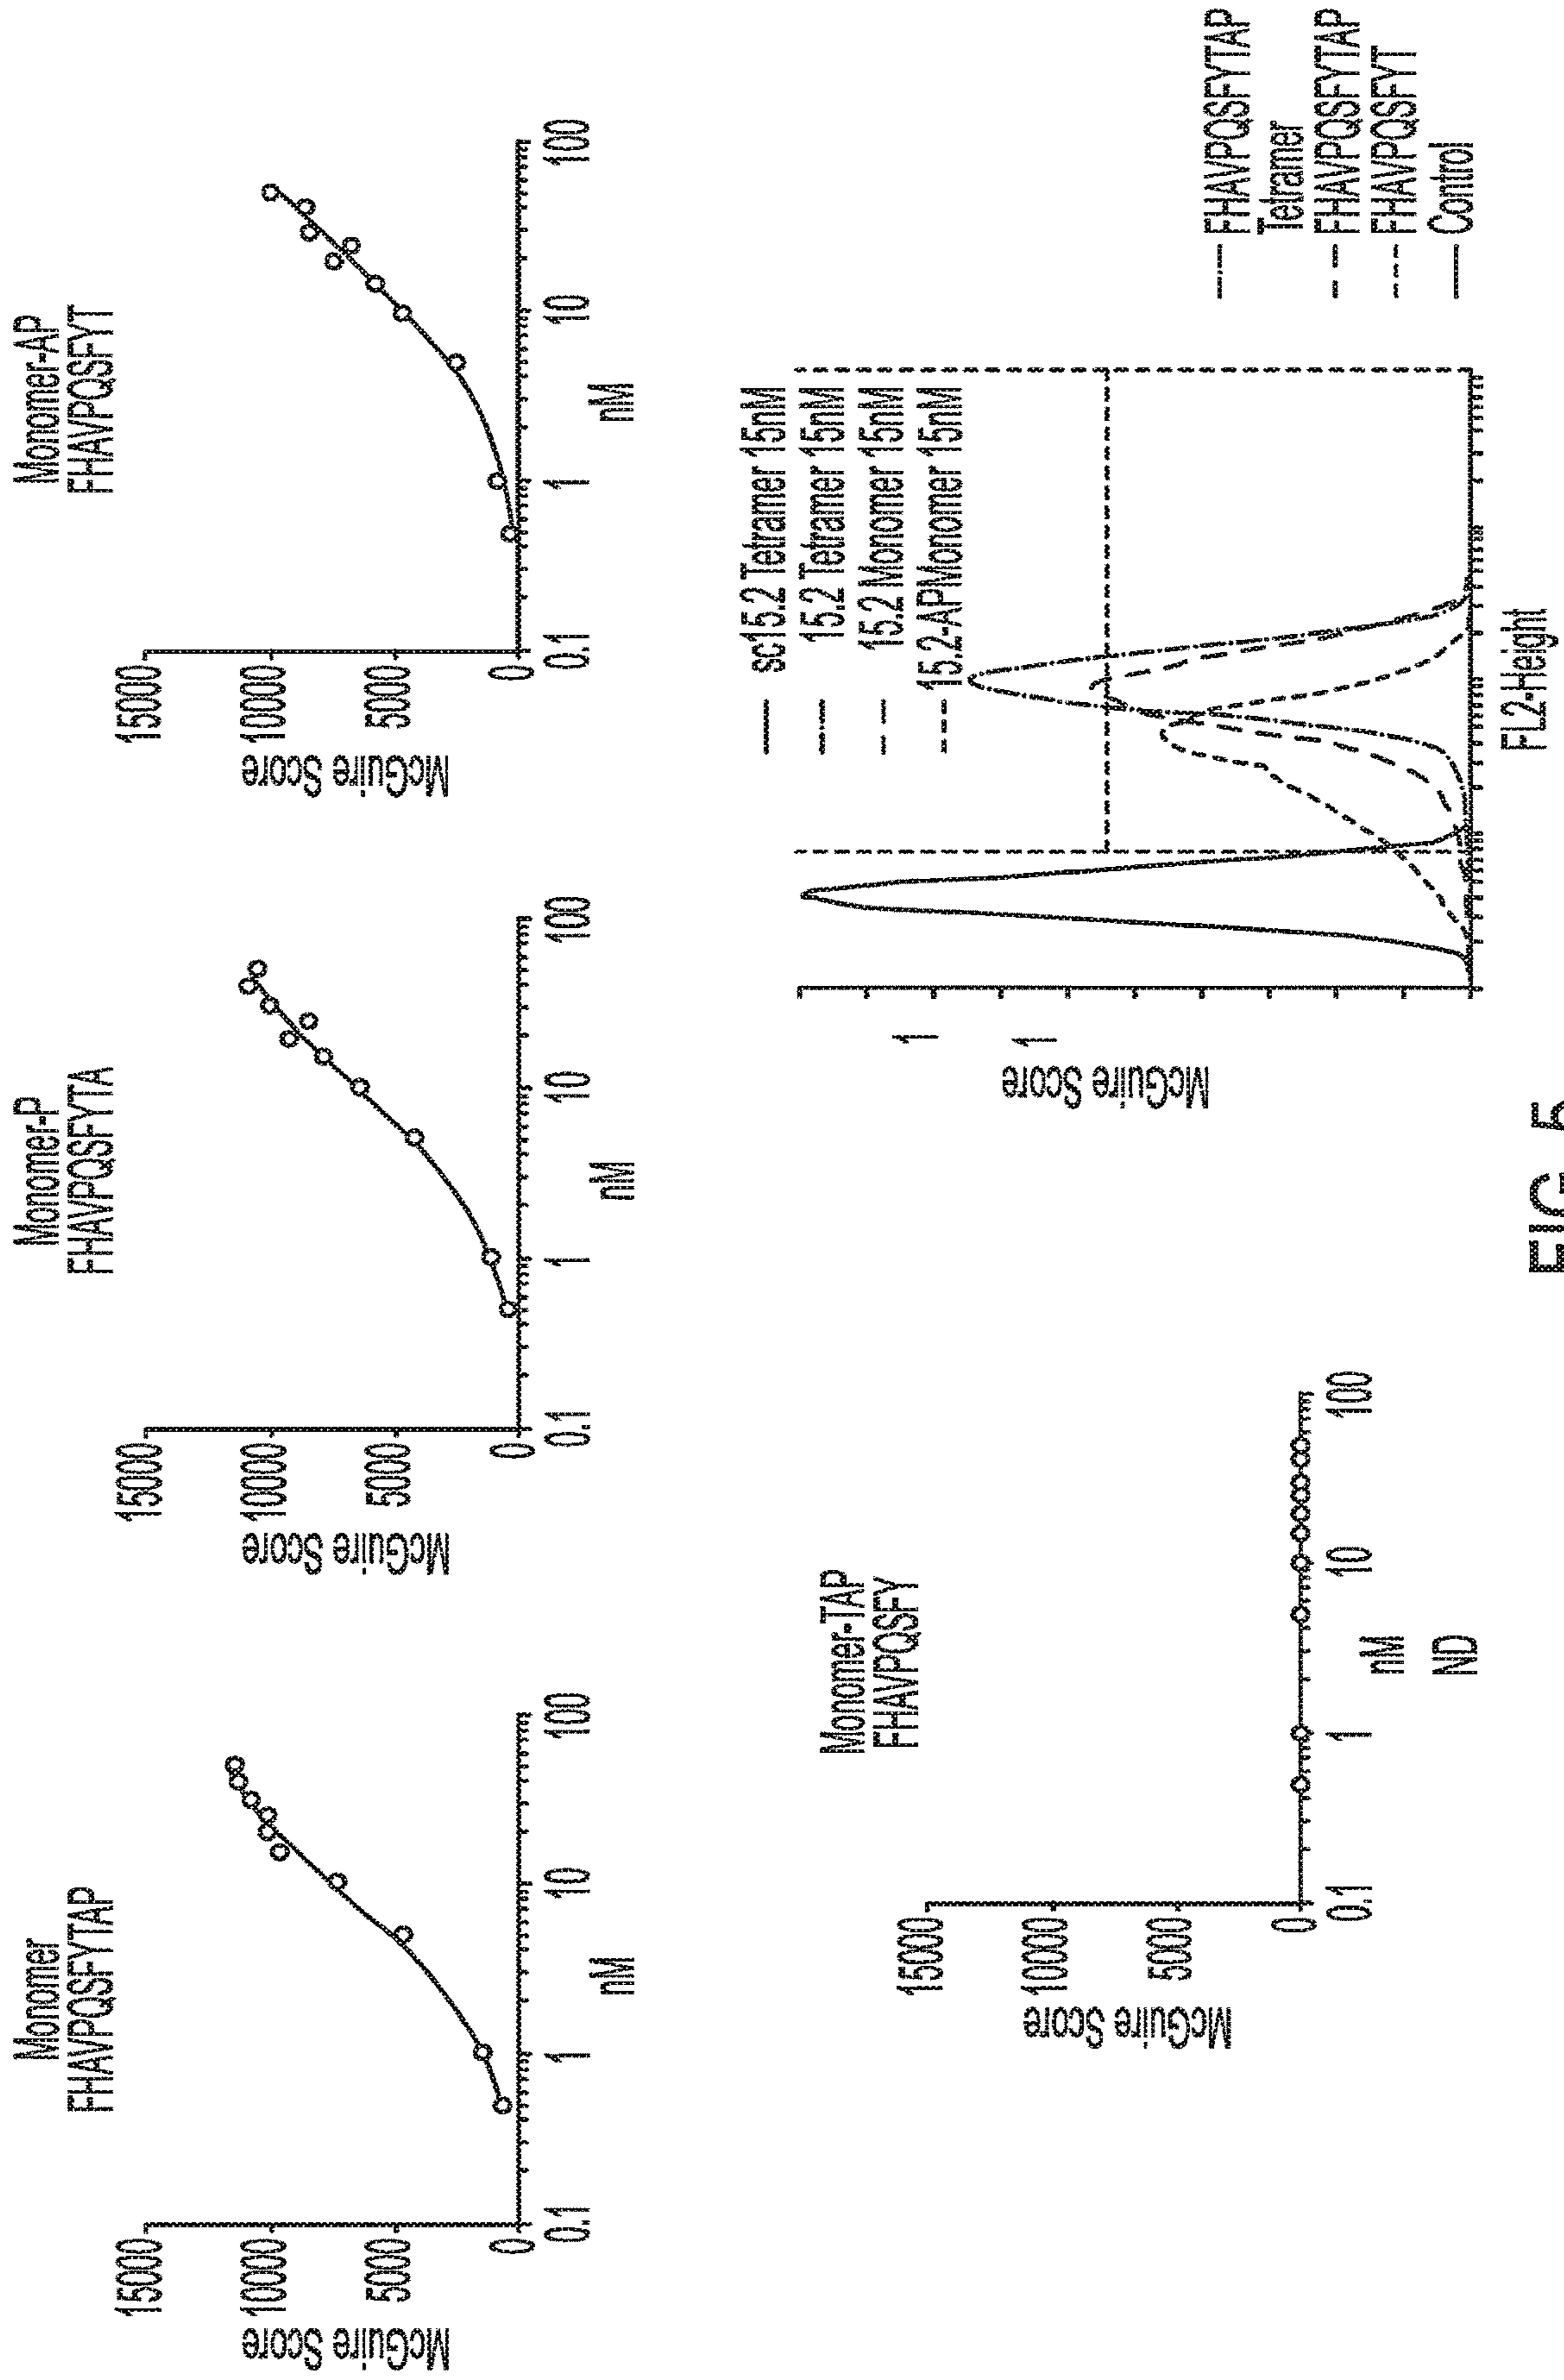 Monomer
FHAVPQSFYTAP
McGuire Score
15000
10000
5000
0
0.1
1
10
100
nM
Monomer-P
FHAVPQSFYTA
McGuire Score
15000
10000
5000
0
0.1
1
10
100
nM
Monomer-AP
FHAVPQSFYT
McGuire Score
15000
10000
5000
0
0.1
1
10
100
nM
Monomer-TAP
FHAVPQSFY
McGuire Score
15000
10000
5000
0
0.1
1
10
100
nM
ND
McGuire Score
1
1
sc15.2 Tetramer 15nM
15.2 Tetramer 15nM
15.2 Monomer 15nM
15.2-APMonomer 15nM
FL2-Height
FHAVPQSFYTAP
Tetramer
FHAVPQSFYTAP
FHAVPQSFYT
Control
FIG. 5